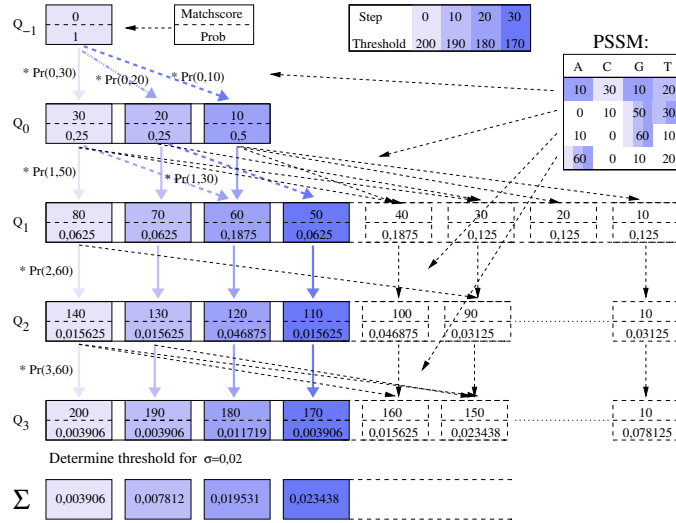 Q-1 0 Matchscore Step 0 10 20 30
1 Prob Threshold 200 190 180 170
PSSM:
A C G T
10 30 10 20
0 10 50 30
10 0 60 10
60 0 10 20
* Pr(0,30) * Pr(0,20) * Pr(0,10)
Q0 30 20 10
0,25 0,25 0,5
* Pr(1,50) * Pr(1,30)
Q1 80 70 60 50 40 30 20 10
0.0625 0.0625 0.1875 0.0625 0.1875 0.125 0.125 0.125
* Pr(2,60)
Q2 140 130 120 110 100 90 10
0,015625 0,015625 0,046875 0,015625 0,046875 0,03125 0,03125
* Pr(3,60)
Q3 200 190 180 170 160 150 10
0,003906 0,003906 0,011719 0,003906 0,015625 0,023438 0,078125
Determine threshold for σ=0,02
Σ 0,003906 0,007812 0,019531 0,023438